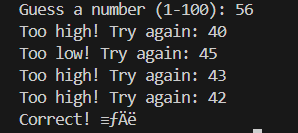 Guess a number (1-100): 56
Too high! Try again: 40
Too low! Try again: 45
Too high! Try again: 43
Too high! Try again: 42
Correct! ≡ƒÄë